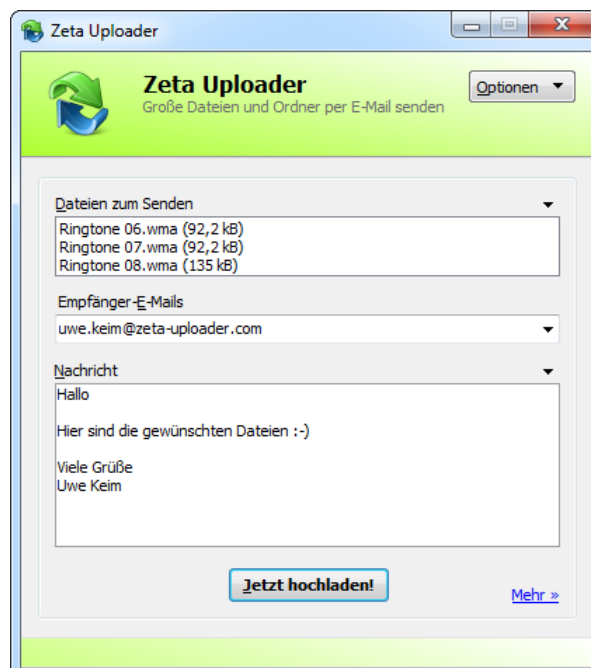 Zeta Uploader
Zeta Uploader
Große Dateien und Ordner per E-Mail senden
Optionen
Dateien zum Senden
Ringtone 06.wma (92,2 kB)
Ringtone 07.wma (92,2 kB)
Ringtone 08.wma (135 kB)
Empfänger-E-Mails
uwe.keim@zeta-uploader.com
Nachricht
Hallo
Hier sind die gewünschten Dateien :-)
Viele Grüße
Uwe Keim
Jetzt hochladen!
Mehr »